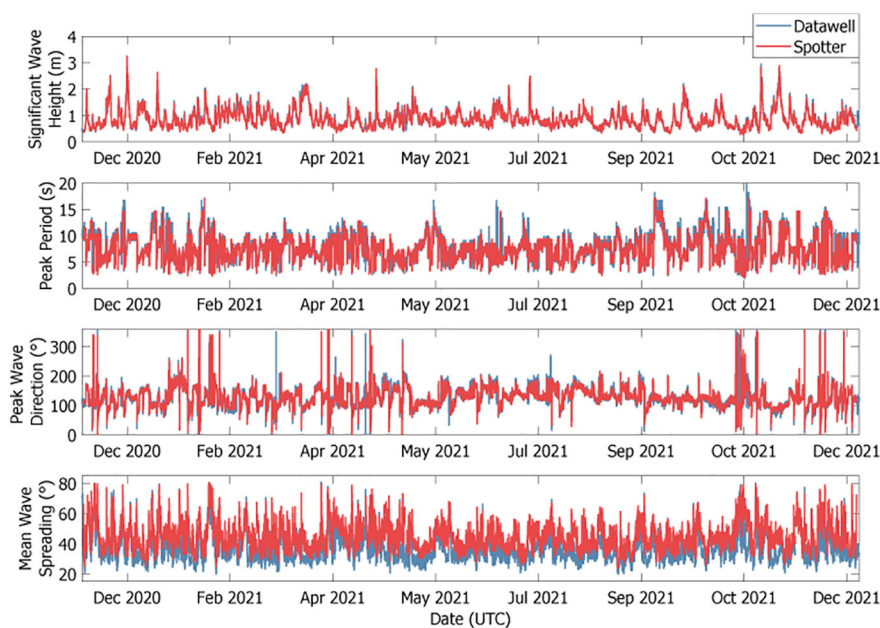 Datawell
Spotter
Significant Wave
Height (m)
4
3
2
1
0
Dec 2020 Feb 2021 Apr 2021 May 2021 Jul 2021 Sep 2021 Oct 2021 Dec 2021
Peak Period (s)
20
15
10
5
0
Dec 2020 Feb 2021 Apr 2021 May 2021 Jul 2021 Sep 2021 Oct 2021 Dec 2021
Peak Wave
Direction (°)
300
200
100
0
Dec 2020 Feb 2021 Apr 2021 May 2021 Jul 2021 Sep 2021 Oct 2021 Dec 2021
Mean Wave
Spreading (°)
80
60
40
20
Dec 2020 Feb 2021 Apr 2021 May 2021 Jul 2021 Sep 2021 Oct 2021 Dec 2021
Date (UTC)